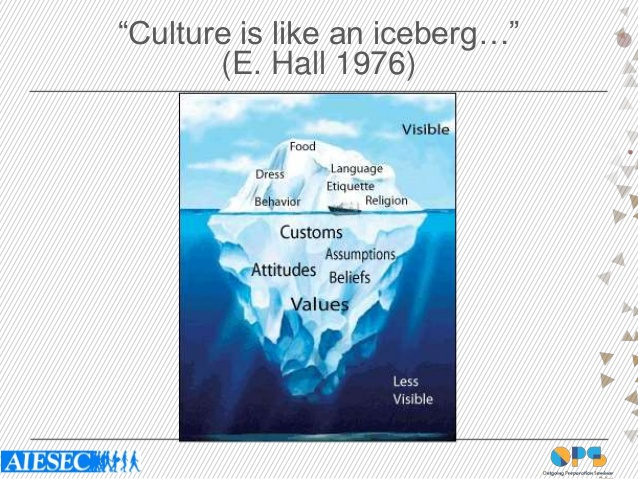 “Culture is like an iceberg…”
(E. Hall 1976)
Visible
Food
Language
Dress
Etiquette
Behavior
Religion
Customs
Assumptions
Attitudes
Beliefs
Values
Less
Visible
AIESEC
OPS
Outgoing Preparation Seminar